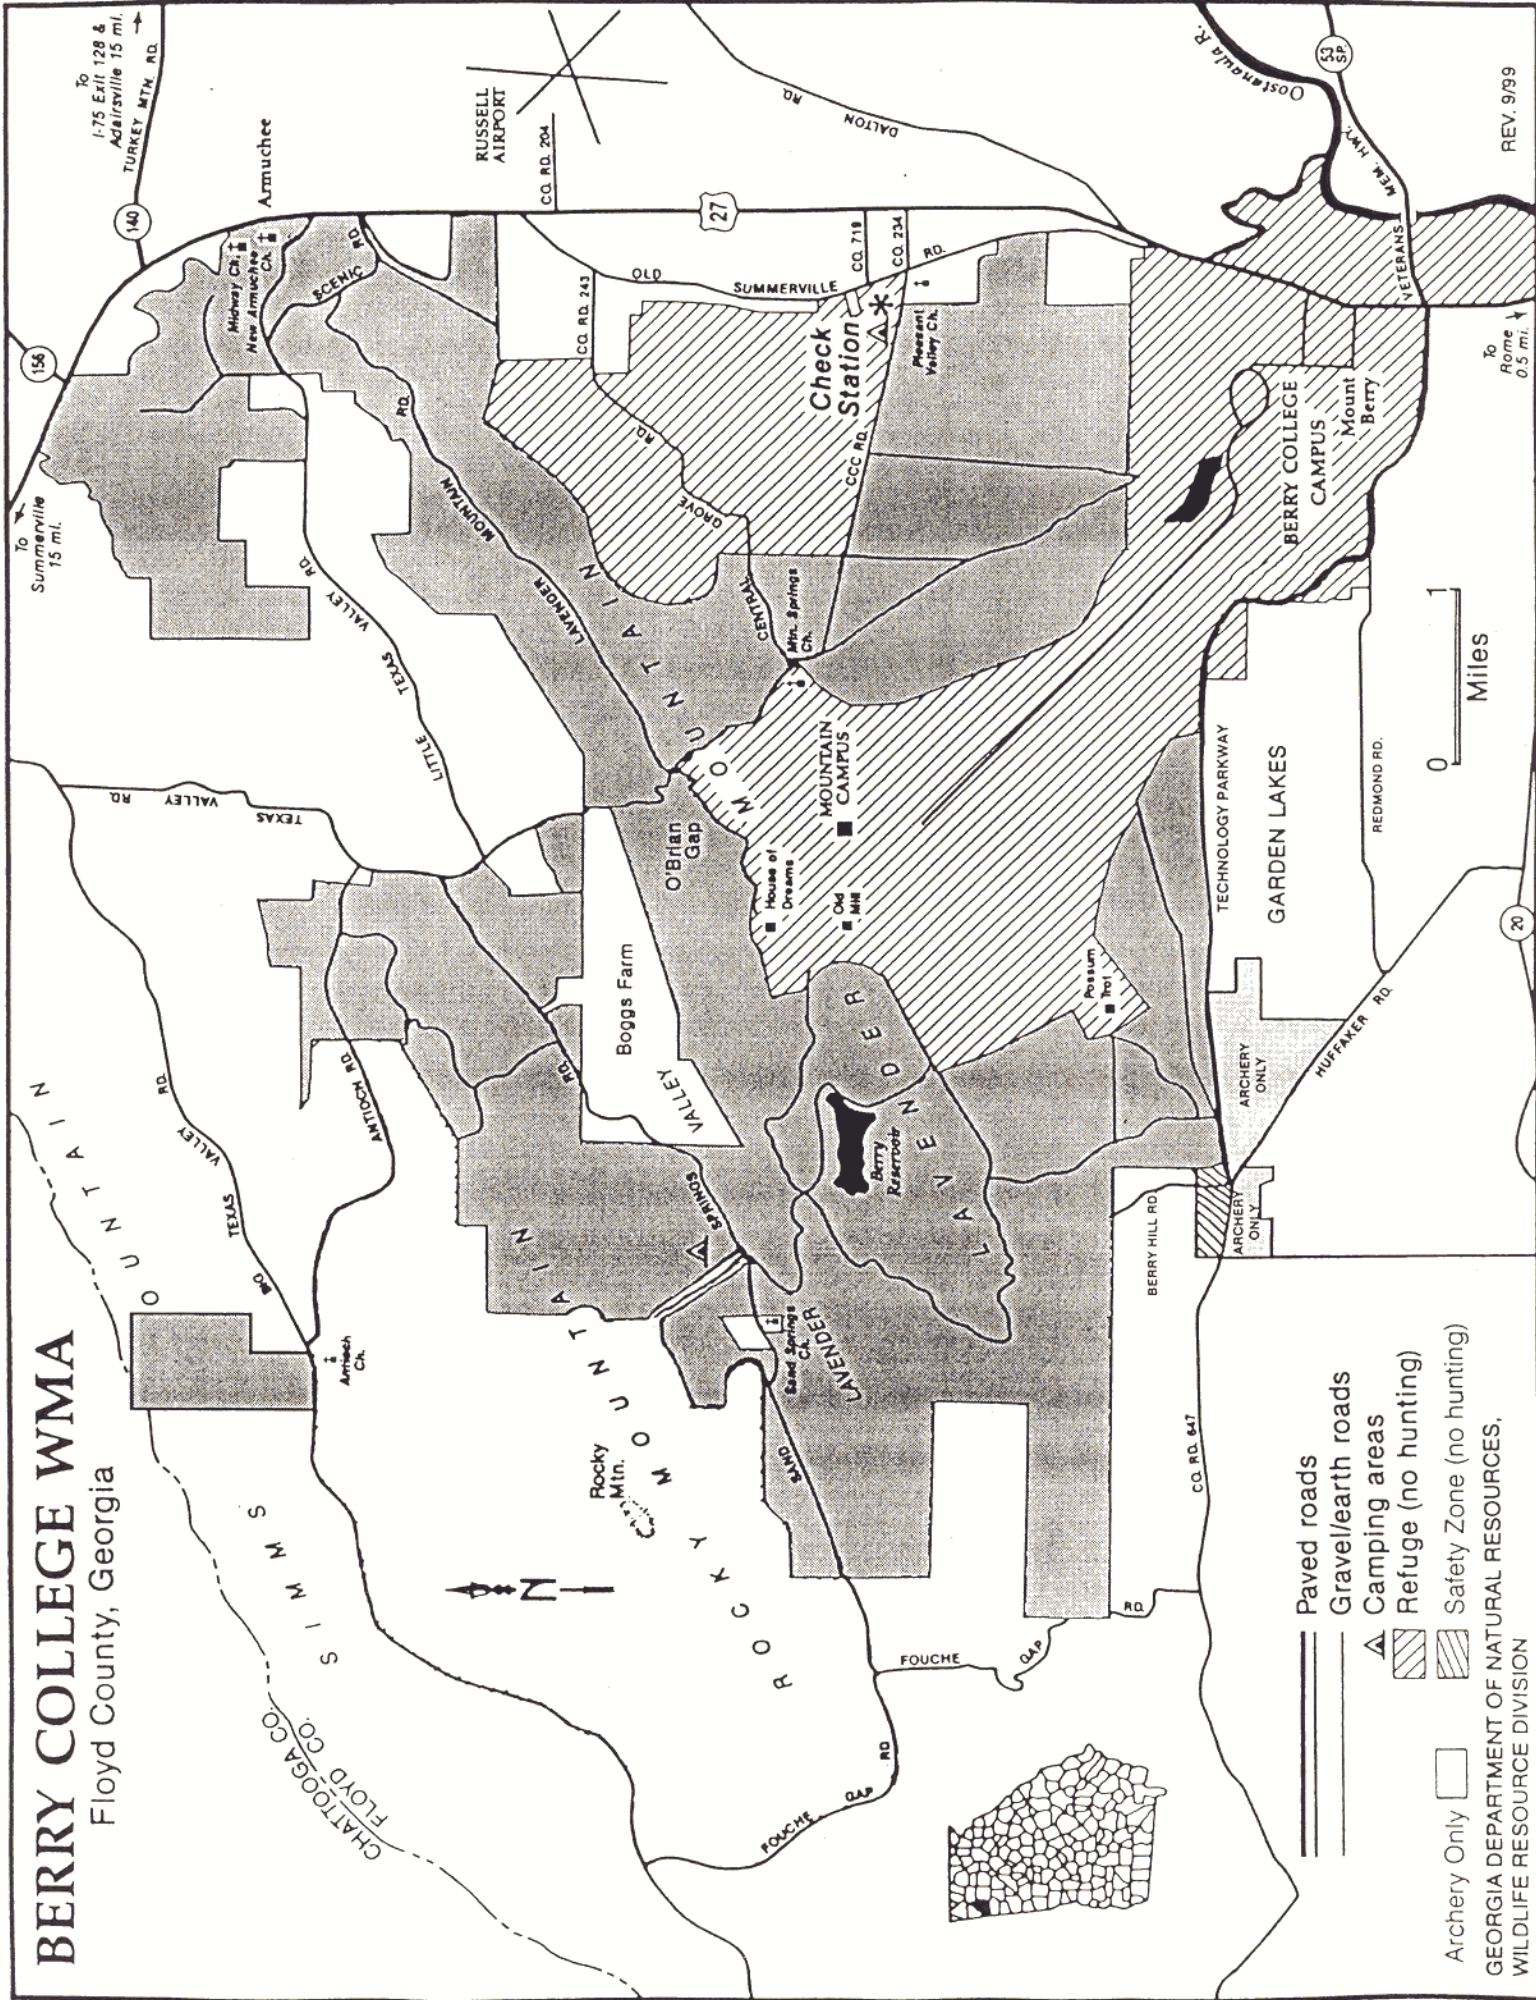 BERRY COLLEGE WMA
Floyd County, Georgia
To
Summerville
15 mi.
156
140
To
I-75 Exit 128 &
Adairsville 15 mi.
TURKEY MTN. RD.
Armuchee
Midway Ch.
New Armuchee
Ch.
SCENIC
RD.
RUSSELL
AIRPORT
CO. RD. 204
27
DALTON
RD.
CO. RD. 243
OLD
SUMMERVILLE
RD.
CO. 719
CO. 234
Check
Station
Pleasant
Valley Ch.
CCC RD.
CENTRAL
GROVE
RD.
Mtn. Springs
Ch.
LAVENDER
MOUNTAIN
RD.
LITTLE
TEXAS
VALLEY
RD.
TEXAS
VALLEY
RD.
BIG
TEXAS
VALLEY
RD.
ANTIOCH RD.
Antioch
Ch.
SIMMS
MOUNTAIN
CHATTOOGA CO.
FLOYD CO.
ROCKY
MOUNTAIN
Rocky
Mtn.
N
LAVENDER
MOUNTAIN
O'Brian
Gap
Boggs Farm
VALLEY
SAND
SPRINGS
RD.
Sand Springs
Ch.
LAVENDER
Berry
Reservoir
House of
Dreams
Old
Mill
MOUNTAIN
CAMPUS
Possum
Trot
BERRY COLLEGE
CAMPUS
Mount
Berry
Oostanaula R.
53
SP.
VETERANS
MEM. HWY.
To
Rome
0.5 mi.
TECHNOLOGY PARKWAY
GARDEN LAKES
REDMOND RD.
HUFFAKER RD.
20
ARCHERY
ONLY
ARCHERY
ONLY
BERRY HILL RD
CO. RD. 647
FOUCHE
GAP
RD.
FOUCHE
GAP
RD
0 1
Miles
Paved roads
Gravel/earth roads
Camping areas
Refuge (no hunting)
Archery Only
Safety Zone (no hunting)
GEORGIA DEPARTMENT OF NATURAL RESOURCES,
WILDLIFE RESOURCE DIVISION
REV. 9/99